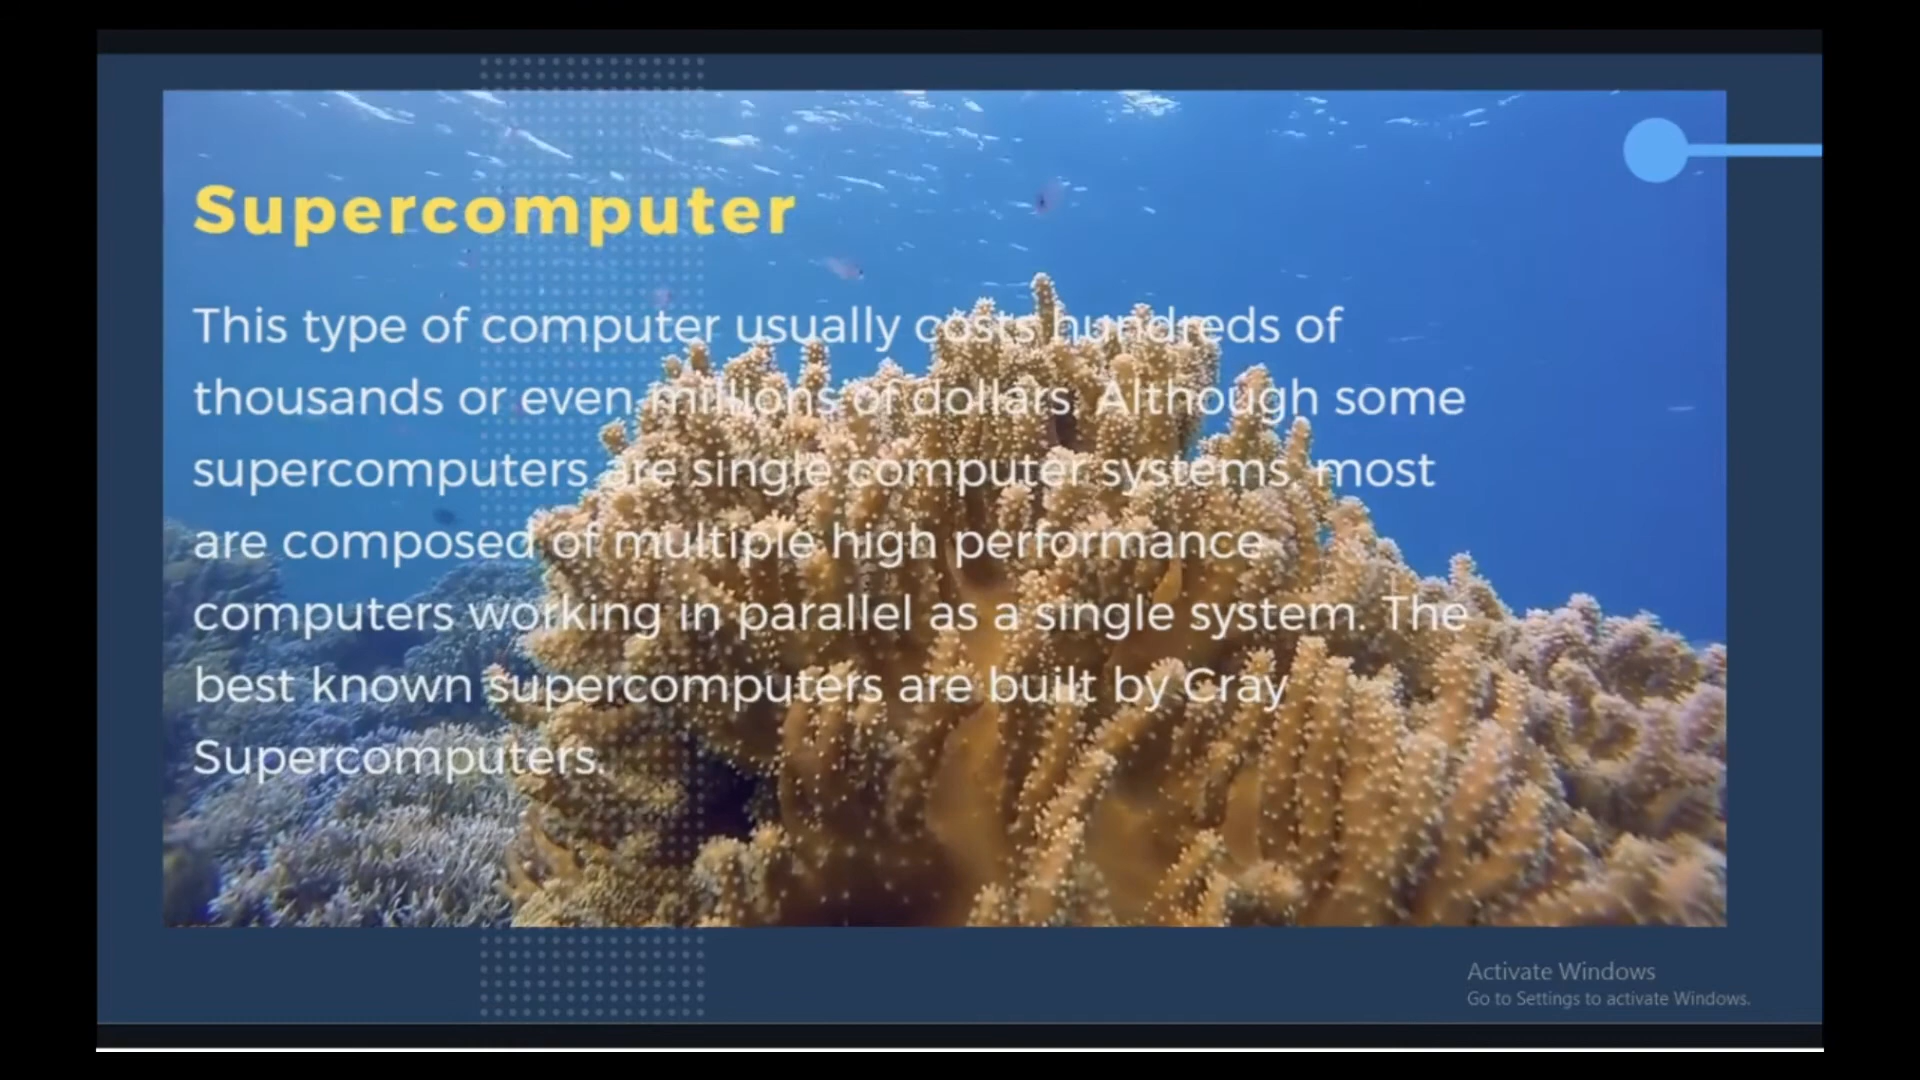 Supercomputer
This type of computer usually costs hundreds of
thousands or even millions of dollars. Although some
supercomputers are single computer systems, most
are composed of multiple high performance
computers working in parallel as a single system. The
best known supercomputers are built by Cray
Supercomputers.
Activate Windows
Go to Settings to activate Windows.